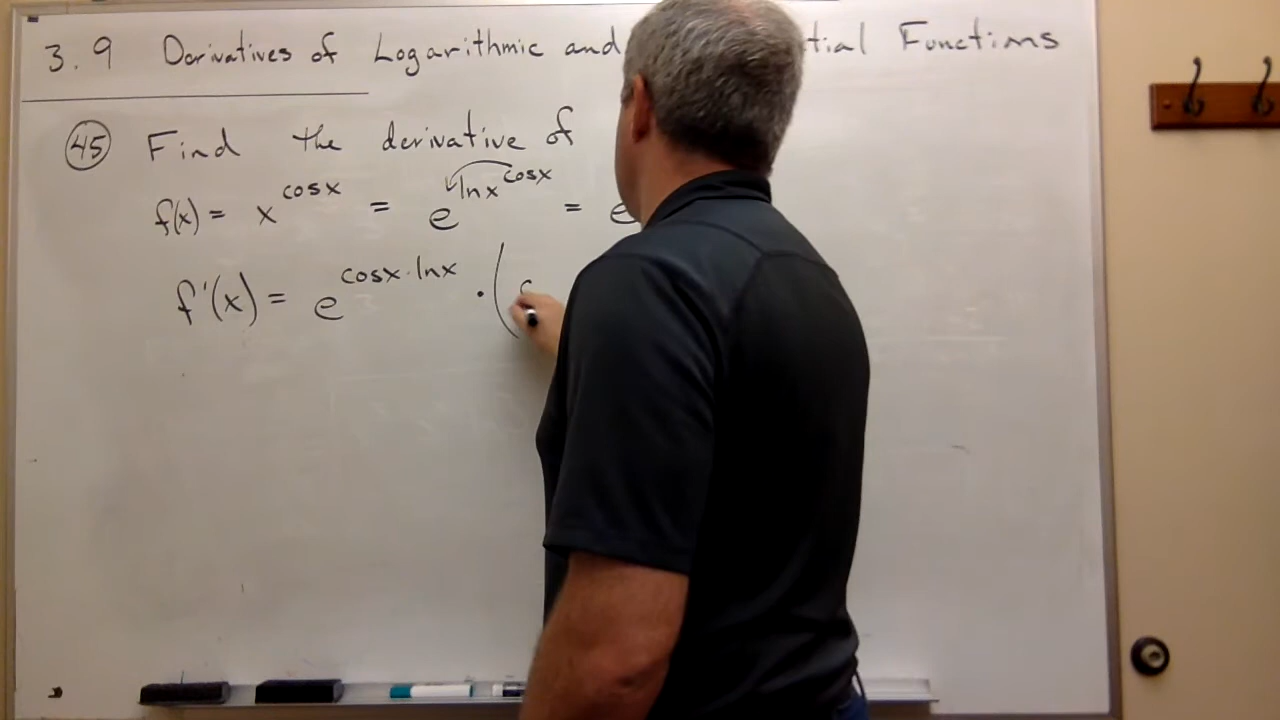 3.9 Derivatives of Logarithmic and tial Functions
45 Find the derivative of
f(x) = x^cosx = e^lnx^cosx = e
f'(x) = e^cosx·lnx · (